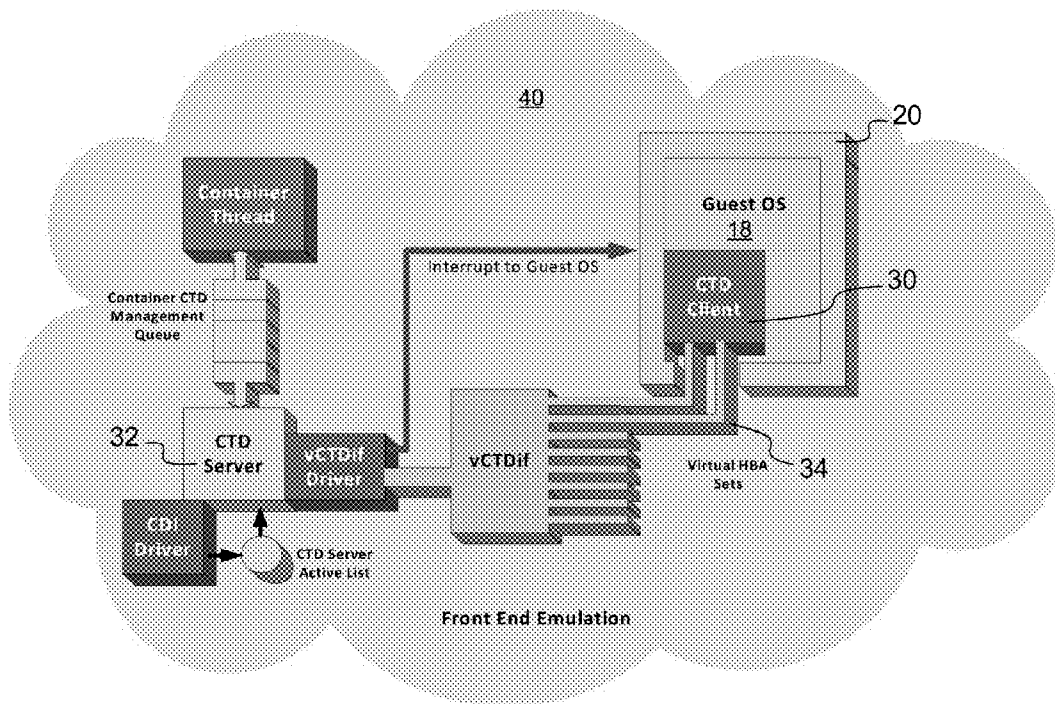 40
20
Container
Thread
Guest OS
18
Interrupt to Guest OS
CTD
Client
30
Container CTD
Management
Queue
32
CTD
Server
vCTDif
Driver
vCTDif
Virtual HBA
Sets
34
CDI
Driver
CTD Server
Active List
Front End Emulation